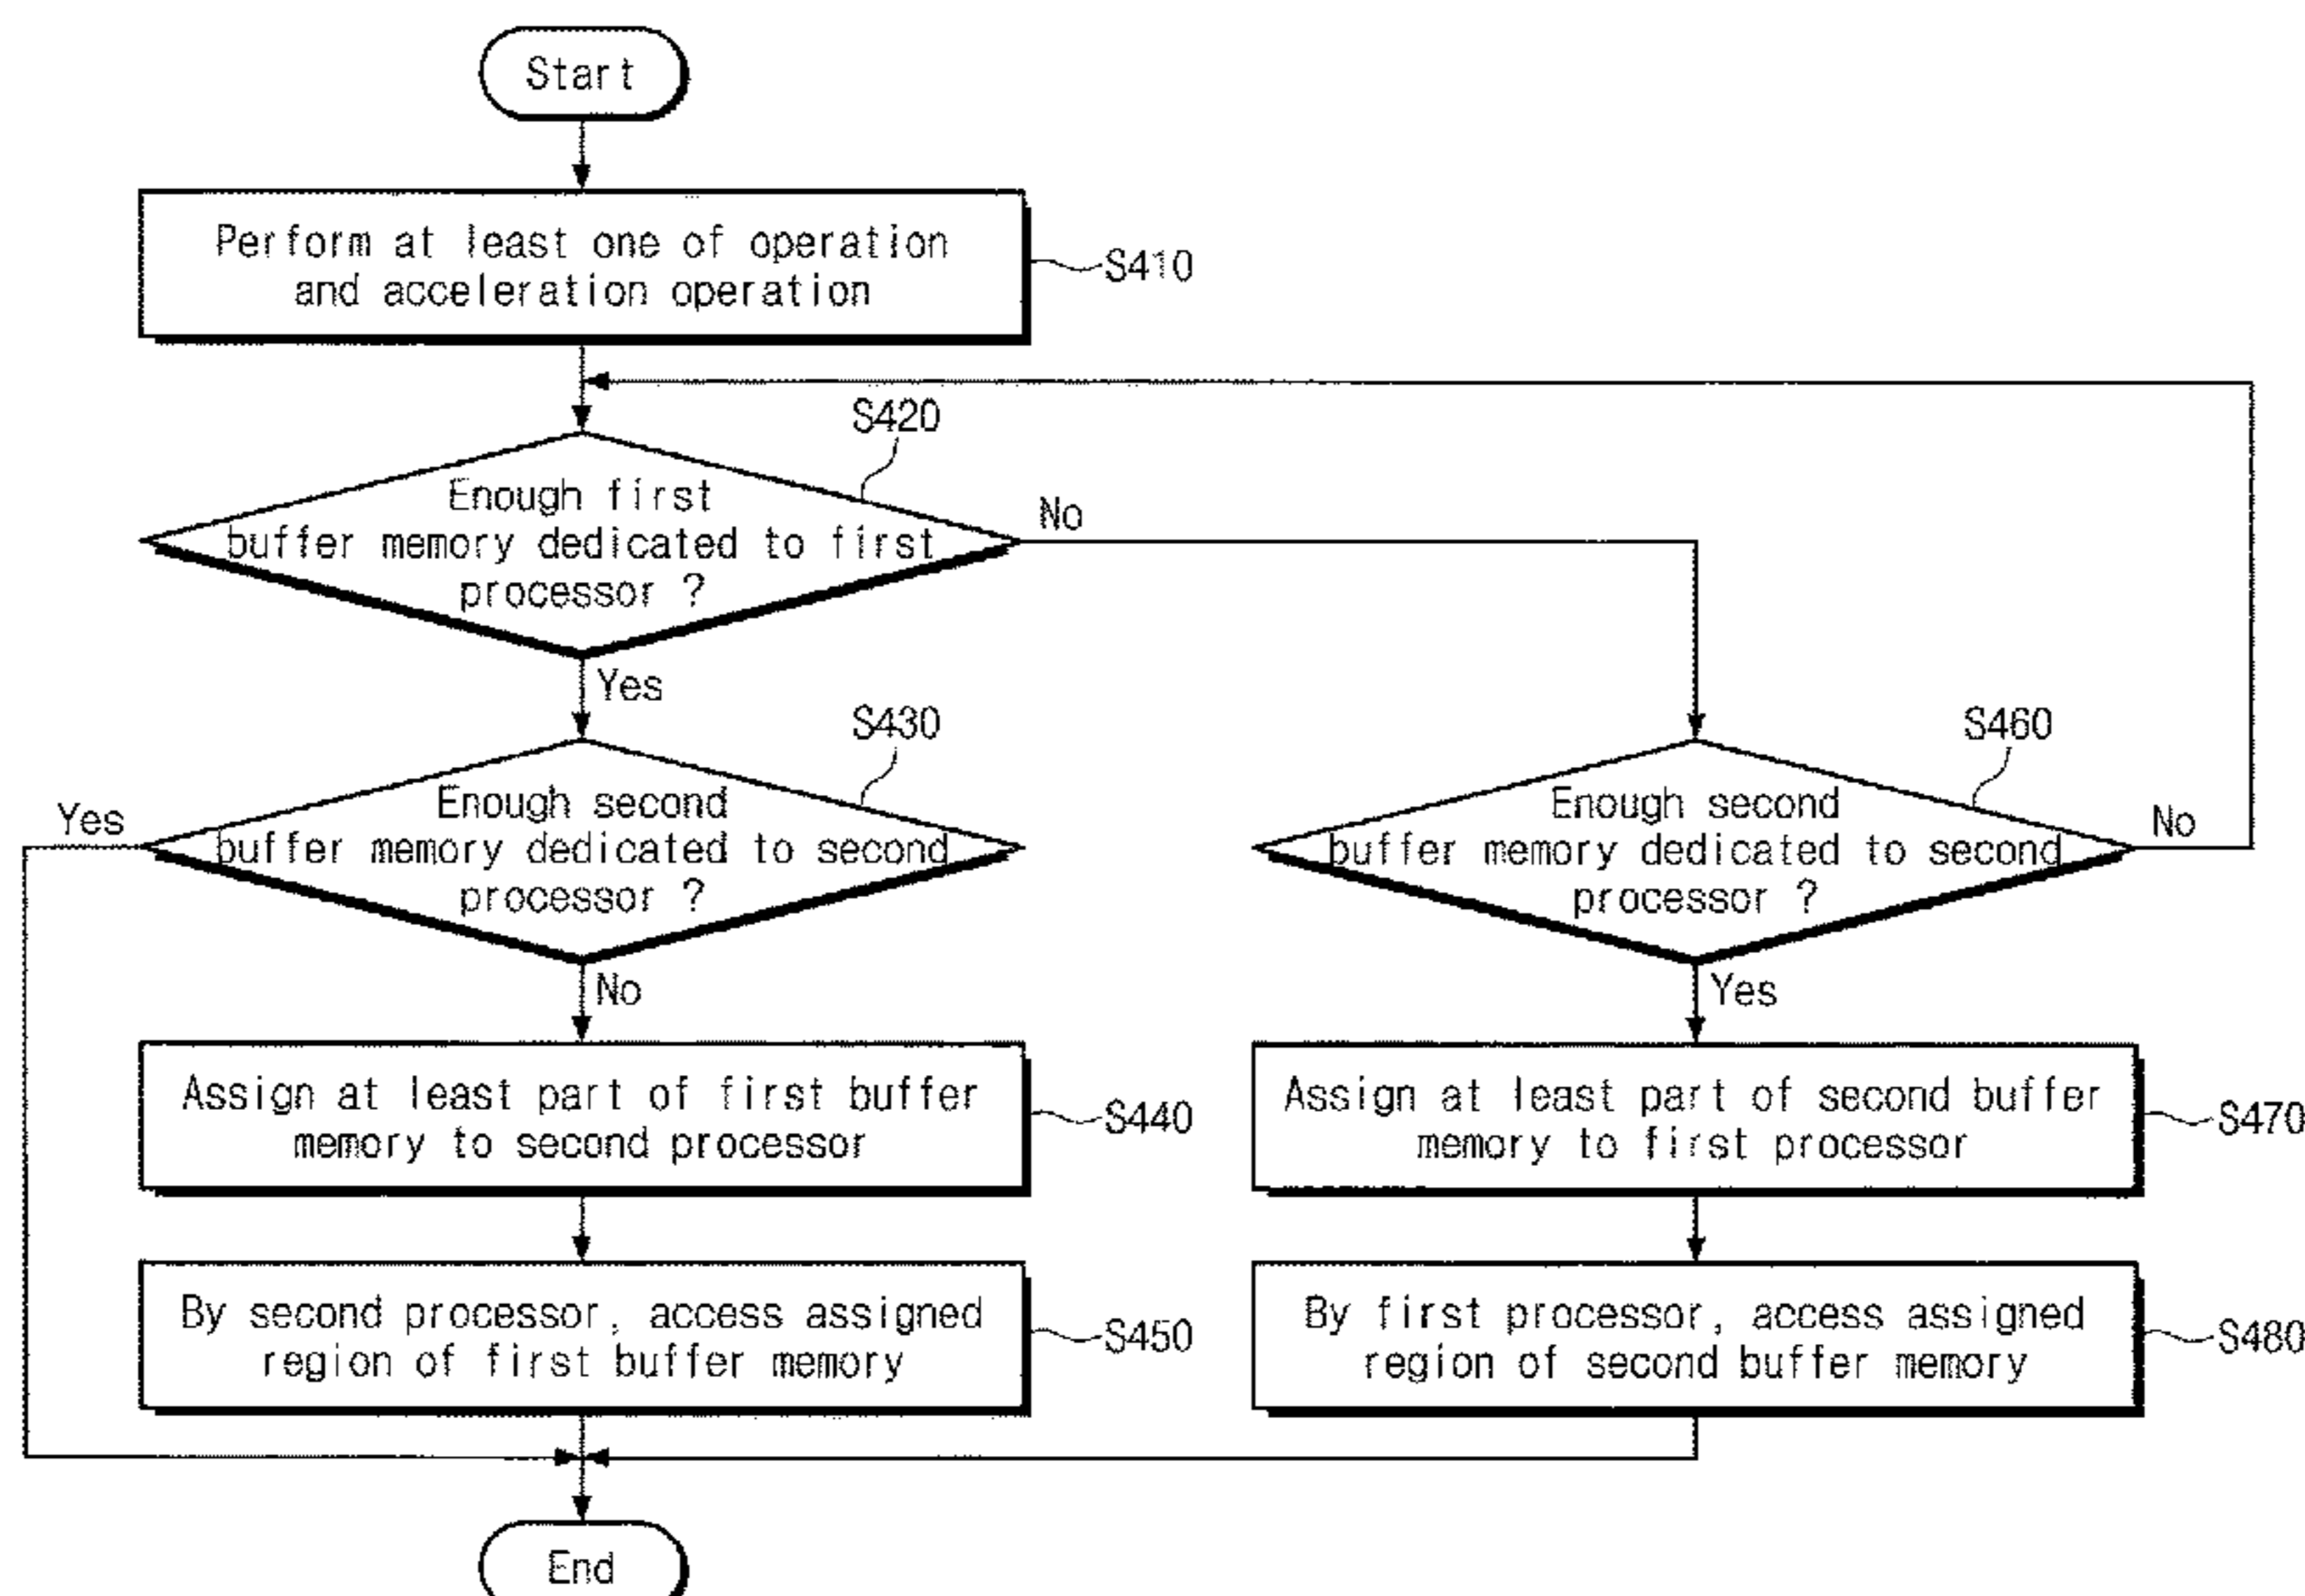 Start
Perform at least one of operation
and acceleration operation
S410
S420
Enough first
buffer memory dedicated to first
processor ?
No
Yes
S430
Enough second
buffer memory dedicated to second
processor ?
Yes
No
S460
Enough second
buffer memory dedicated to second
processor ?
No
Yes
Assign at least part of first buffer
memory to second processor
S440
Assign at least part of second buffer
memory to first processor
S470
By second processor, access assigned
region of first buffer memory
S450
By first processor, access assigned
region of second buffer memory
S480
End